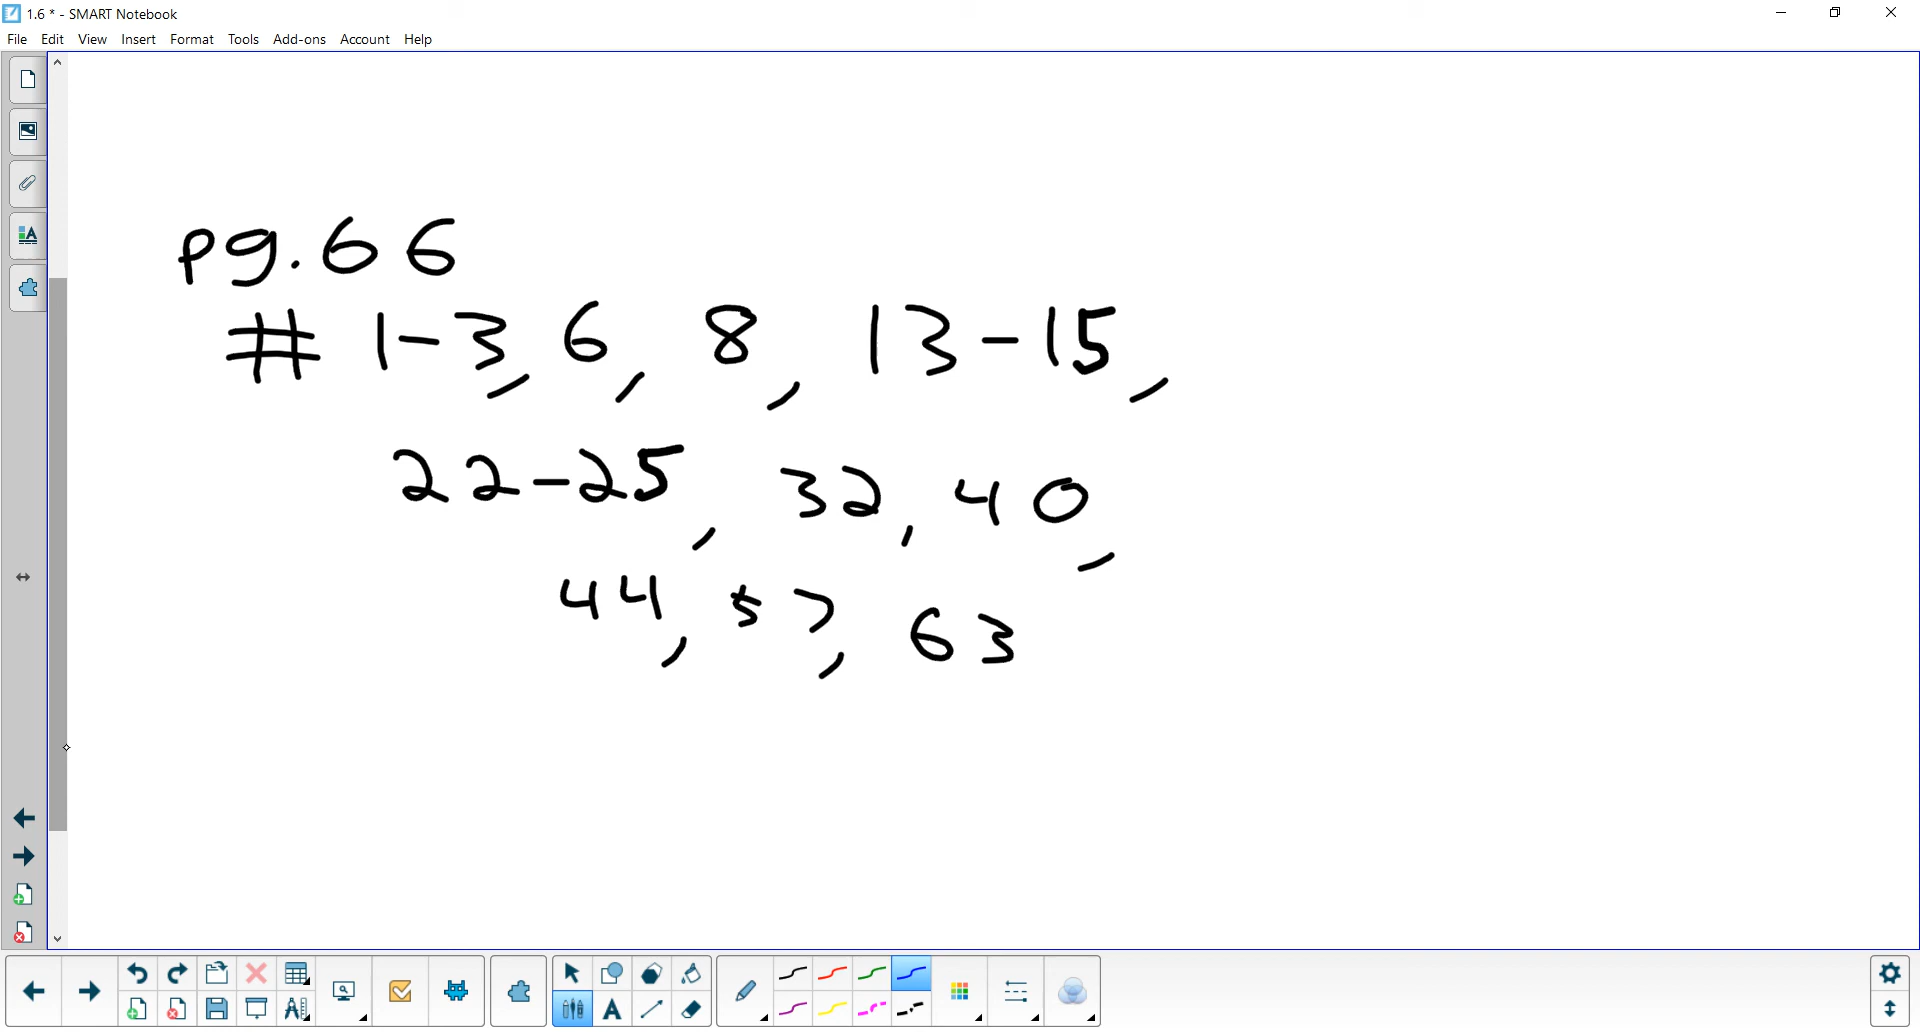 1.6 * - SMART Notebook
File Edit View Insert Format Tools Add-ons Account Help
pg. 66
# 1-3, 6, 8, 13-15,
22-25, 32, 40,
44, 57, 63